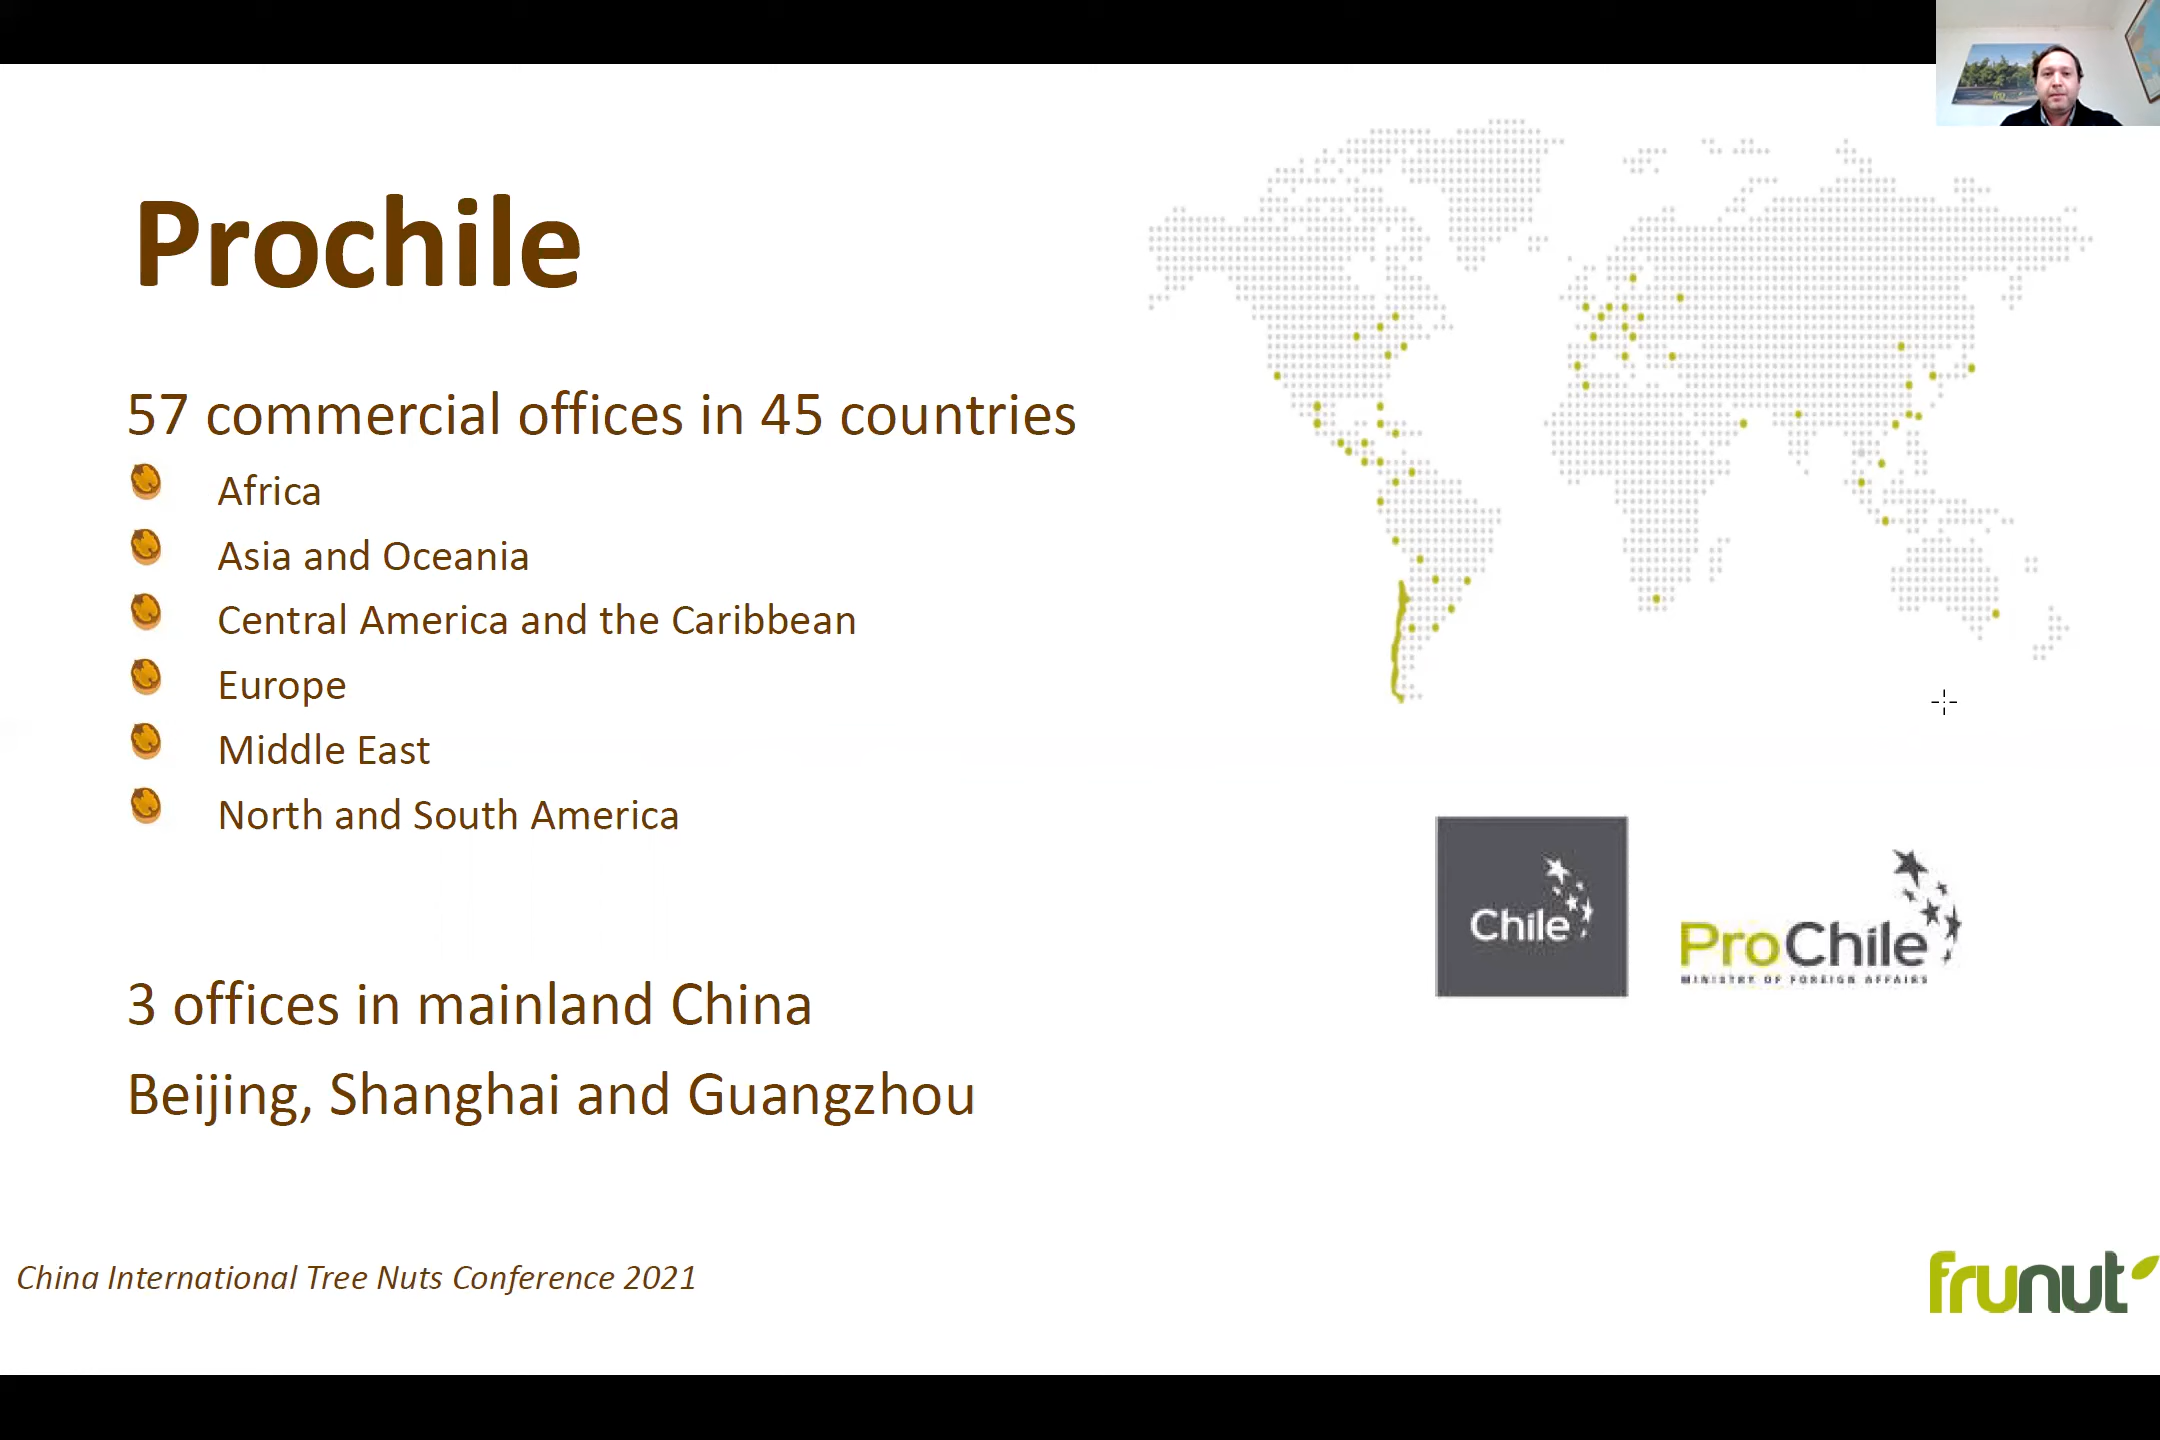 Prochile
57 commercial offices in 45 countries
Africa
Asia and Oceania
Central America and the Caribbean
Europe
Middle East
North and South America
3 offices in mainland China
Beijing, Shanghai and Guangzhou
Chile
ProChile
MINISTRY OF FOREIGN AFFAIRS
China International Tree Nuts Conference 2021
frunut